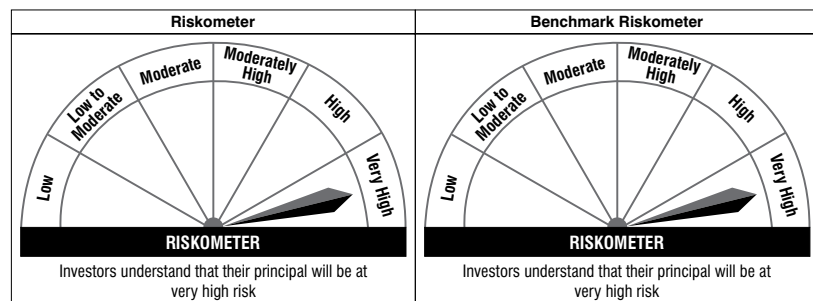 Riskometer
Low
Low to
Moderate
Moderate
Moderately
High
High
Very High
RISKOMETER
Investors understand that their principal will be at
very high risk
Benchmark Riskometer
Low
Low to
Moderate
Moderate
Moderately
High
High
Very High
RISKOMETER
Investors understand that their principal will be at
very high risk